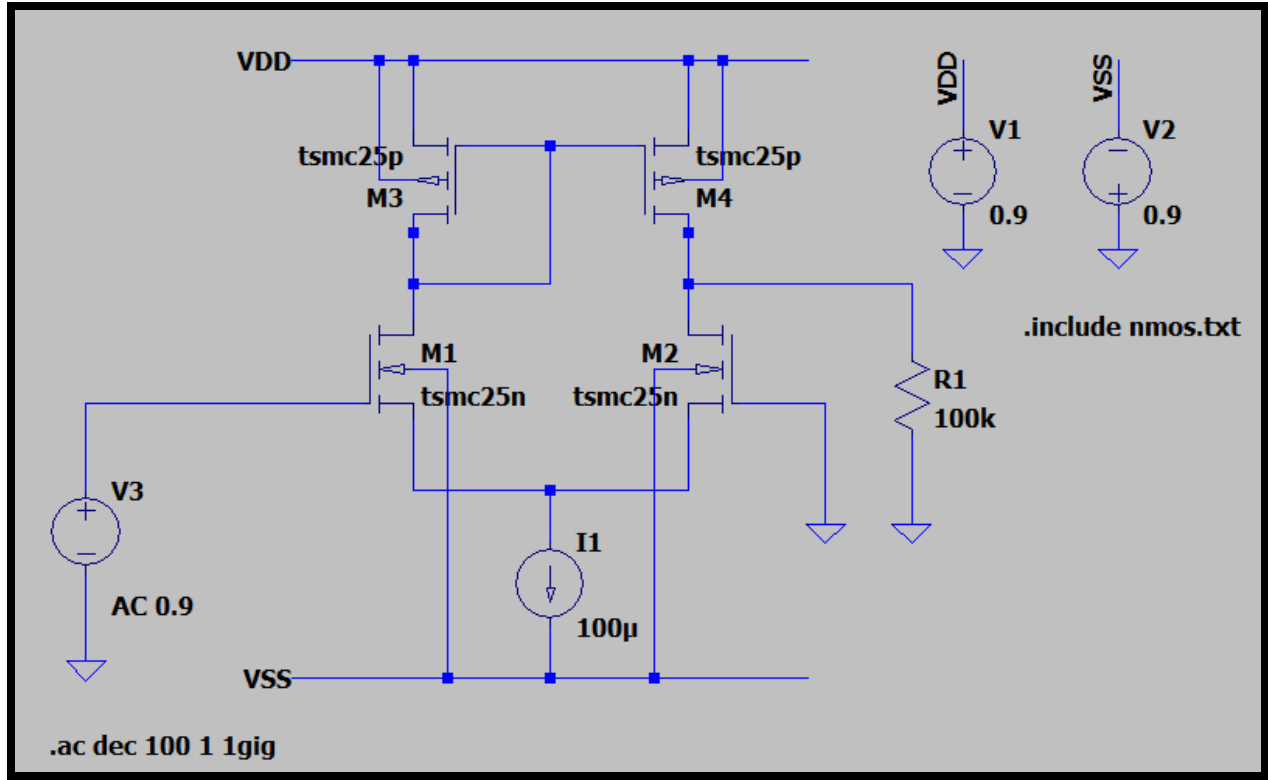 VDD
VDD
VSS
V1
V2
tsmc25p
tsmc25p
M3
M4
0.9
0.9
.include nmos.txt
M1
M2
tsmc25n
tsmc25n
R1
100k
V3
I1
AC 0.9
100µ
VSS
.ac dec 100 1 1gig